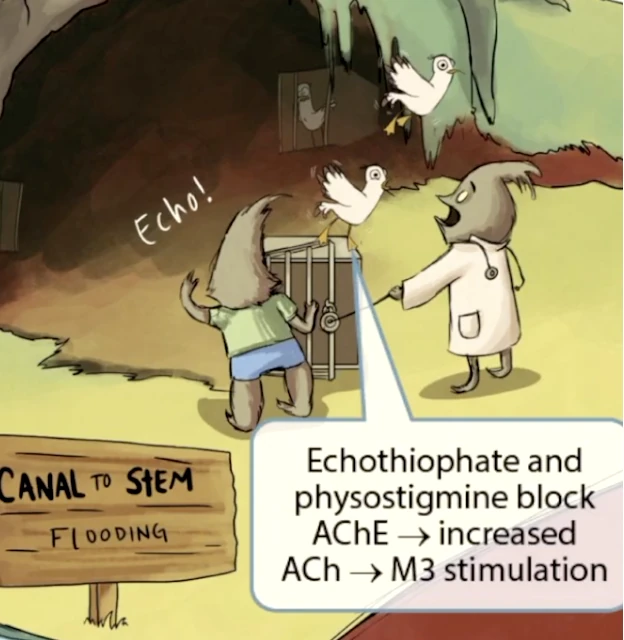 Echo!
CANAL TO STEM
FLOODING
Echothiophate and
physostigmine block
AChE → increased
ACh → M3 stimulation